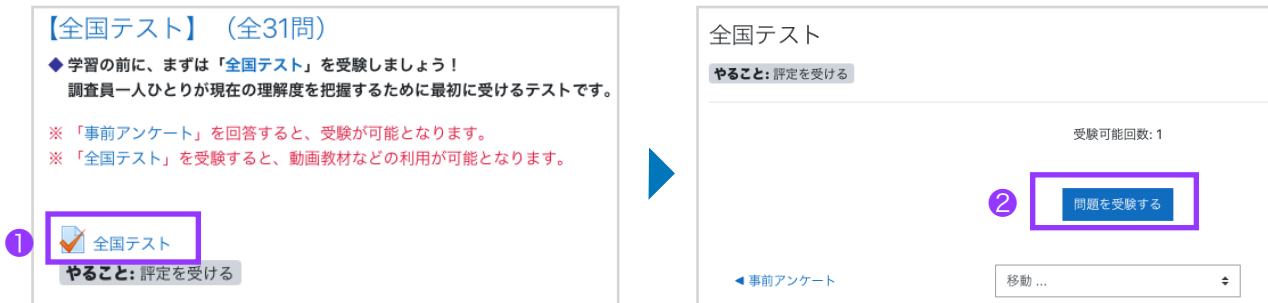 【全国テスト】（全31問）
◆ 学習の前に、まずは「全国テスト」を受験しましょう！
調査員一人ひとりが現在の理解度を把握するために最初に受けるテストです。
※ 「事前アンケート」を回答すると、受験が可能となります。
※ 「全国テスト」を受験すると、動画教材などの利用が可能となります。
❶ 全国テスト
やること: 評定を受ける
全国テスト
やること: 評定を受ける
受験可能回数: 1
❷ 問題を受験する
◀ 事前アンケート
移動 ...